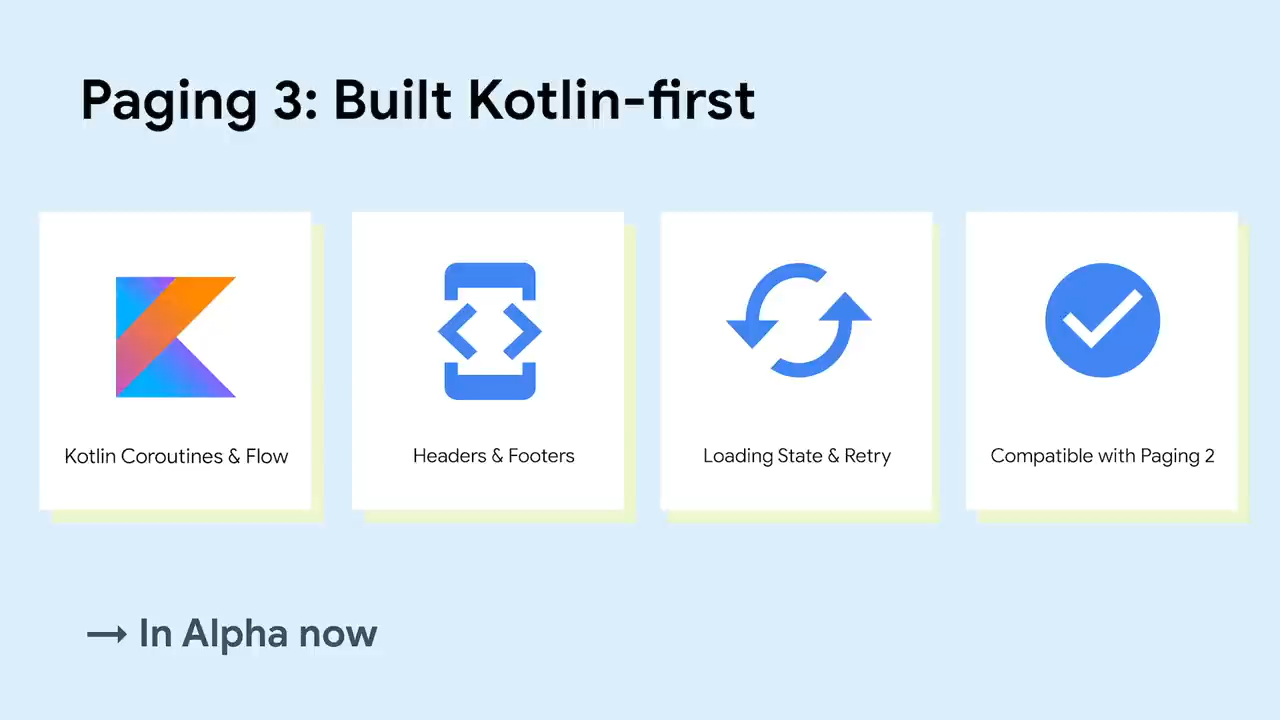 Paging 3: Built Kotlin-first
Kotlin Coroutines & Flow
Headers & Footers
Loading State & Retry
Compatible with Paging 2
→ In Alpha now